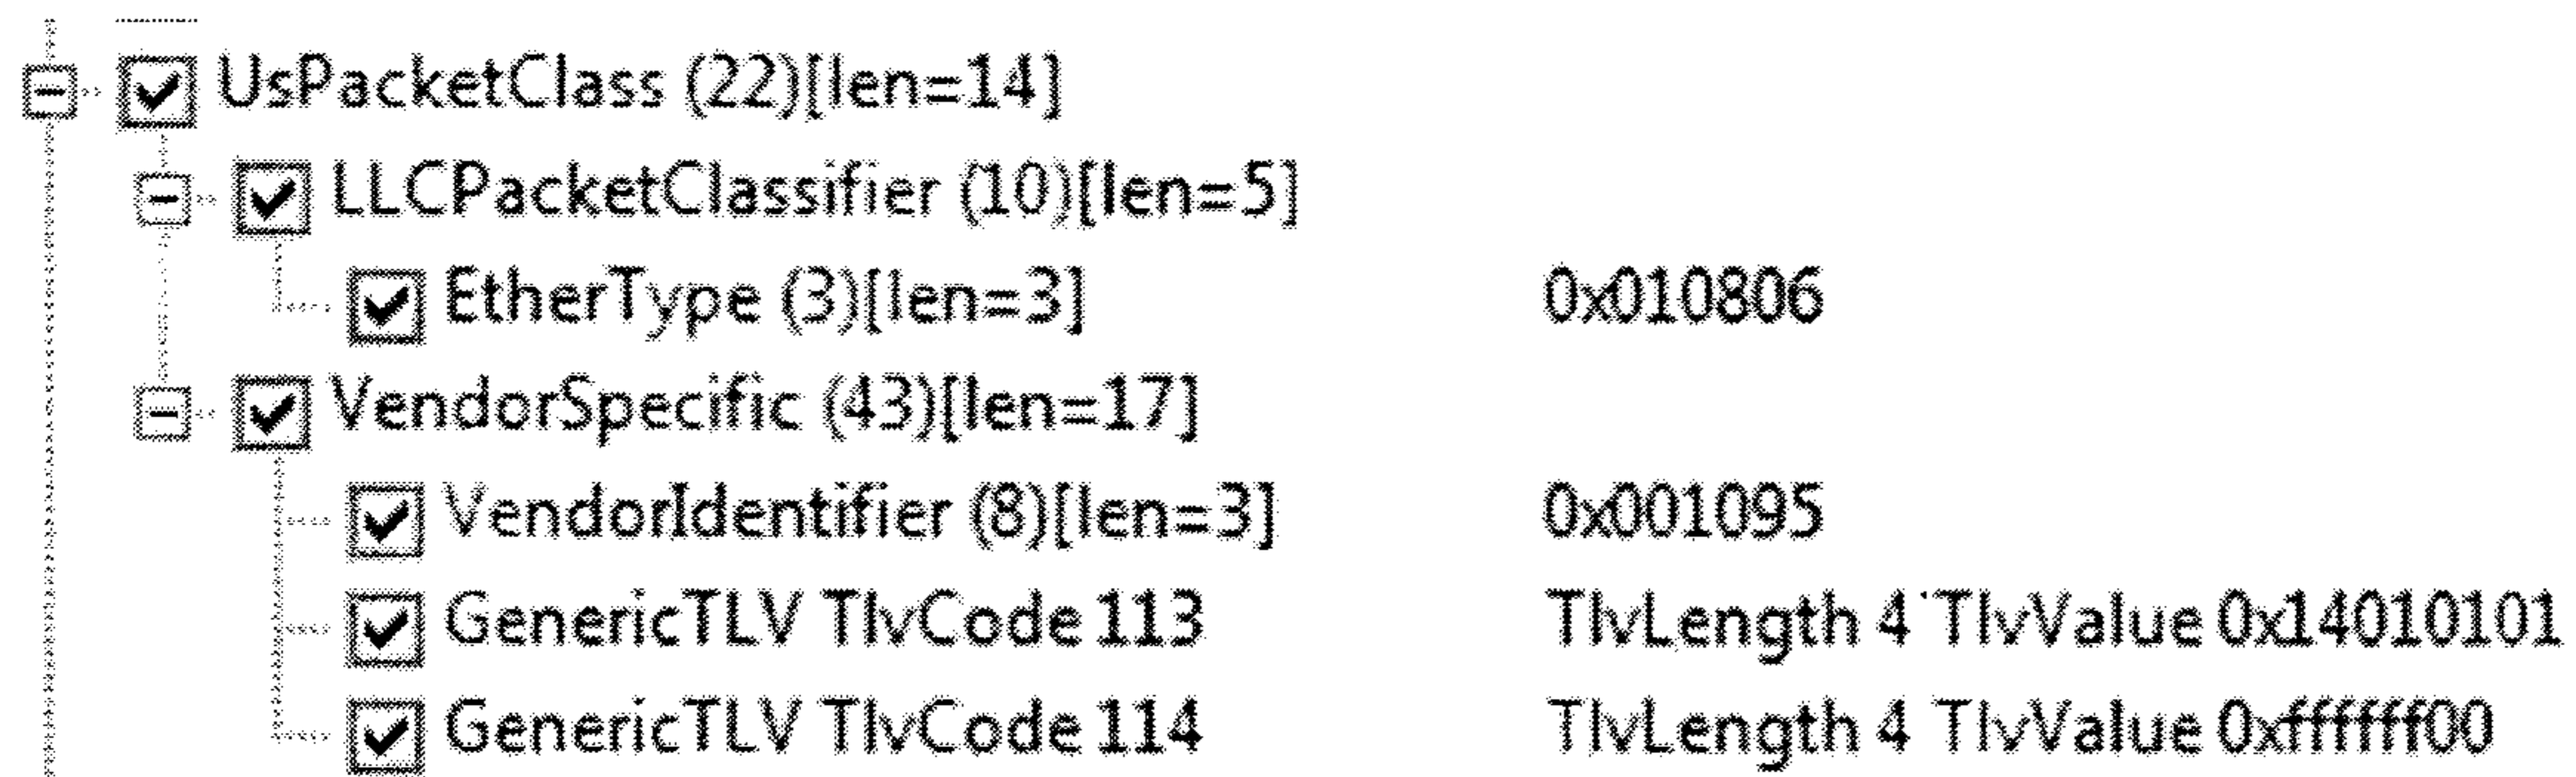 UsPacketClass (22)[len=14]
LLCPacketClassifier (10)[len=5]
EtherType (3)[len=3] 0x010806
VendorSpecific (43)[len=17]
VendorIdentifier (8)[len=3] 0x001095
GenericTLV TlvCode 113 TlvLength 4 TlvValue 0x14010101
GenericTLV TlvCode 114 TlvLength 4 TlvValue 0xffffff00